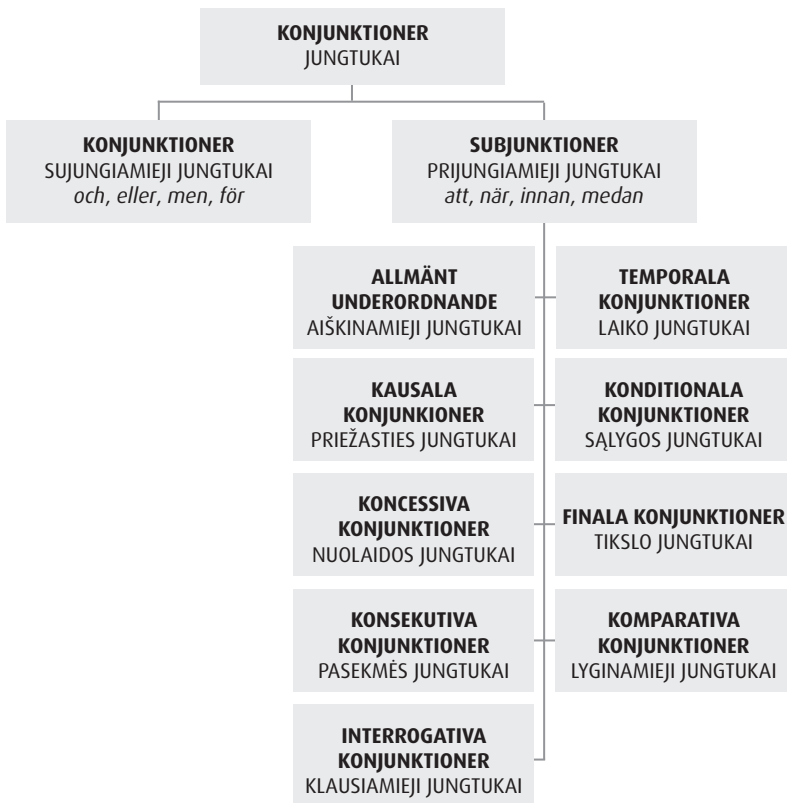 KONJUNKTIONER
JUNGTUKAI
KONJUNKTIONER
SUJUNGIAMIEJI JUNGTUKAI
och, eller, men, för
SUBJUNKTIONER
PRIJUNGIAMIEJI JUNGTUKAI
att, när, innan, medan
ALLMÄNT
UNDERORDNANDE
AIŠKINAMIEJI JUNGTUKAI
TEMPORALA
KONJUNKTIONER
LAIKO JUNGTUKAI
KAUSALA
KONJUNKIONER
PRIEŽASTIES JUNGTUKAI
KONDITIONALA
KONJUNKTIONER
SĄLYGOS JUNGTUKAI
KONCESSIVA
KONJUNKTIONER
NUOLAIDOS JUNGTUKAI
FINALA KONJUNKTIONER
TIKSLO JUNGTUKAI
KONSEKUTIVA
KONJUNKTIONER
PASEKMĖS JUNGTUKAI
KOMPARATIVA
KONJUNKTIONER
LYGINAMIEJI JUNGTUKAI
INTERROGATIVA
KONJUNKTIONER
KLAUSIAMIEJI JUNGTUKAI